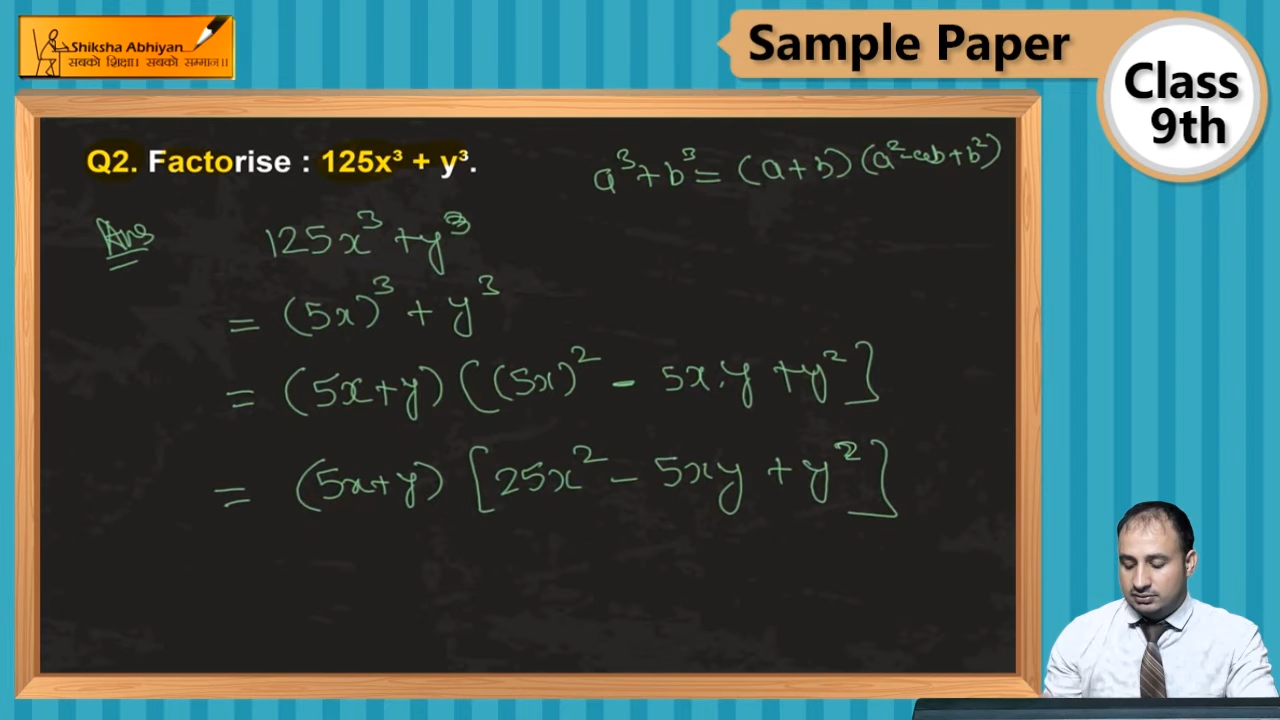 Shiksha Abhiyan
सबको शिक्षा। सबको सम्मान।।
Sample Paper
Class
9th
Q2. Factorise : 125x³ + y³.
a³+b³ = (a+b) (a²-ab+b²)
Ans
125x³ + y³
= (5x)³ + y³
= (5x+y) [(5x)² - 5x.y + y²]
= (5x+y) [25x² - 5xy + y²]